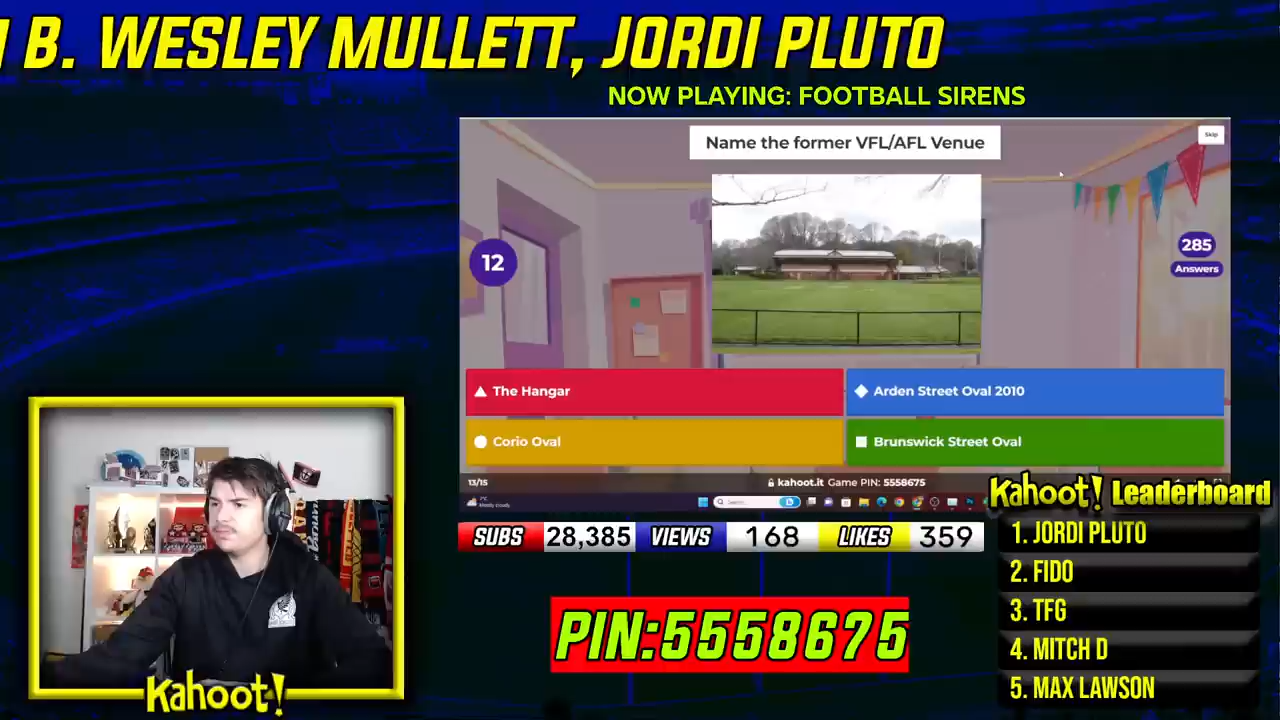 B. WESLEY MULLETT, JORDI PLUTO
NOW PLAYING: FOOTBALL SIRENS
Name the former VFL/AFL Venue
Skip
12
285
Answers
The Hangar
Arden Street Oval 2010
Corio Oval
Brunswick Street Oval
13/15
kahoot.it Game PIN: 5558675
Search
SUBS 28,385 VIEWS 168 LIKES 359
PIN:5558675
Kahoot! Leaderboard
1. JORDI PLUTO
2. FIDO
3. TFG
4. MITCH D
5. MAX LAWSON
Kahoot!